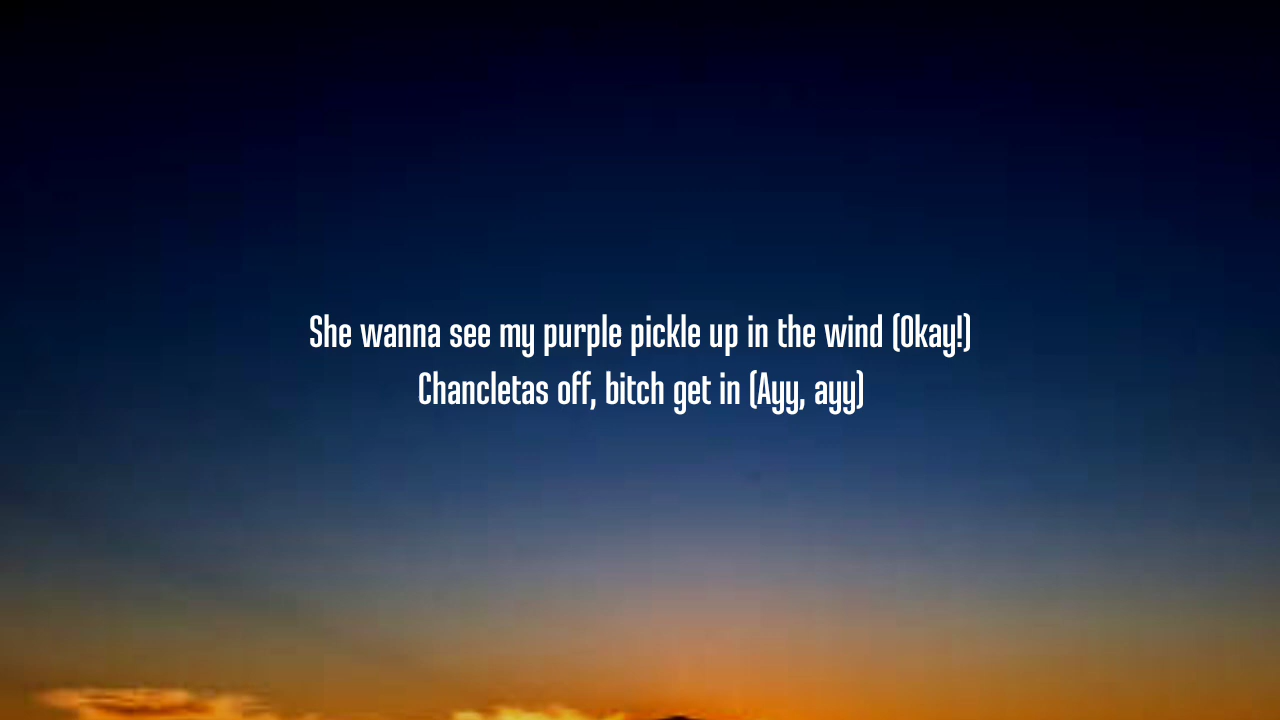 She wanna see my purple pickle up in the wind (Okay!)
Chancletas off, bitch get in (Ayy, ayy)